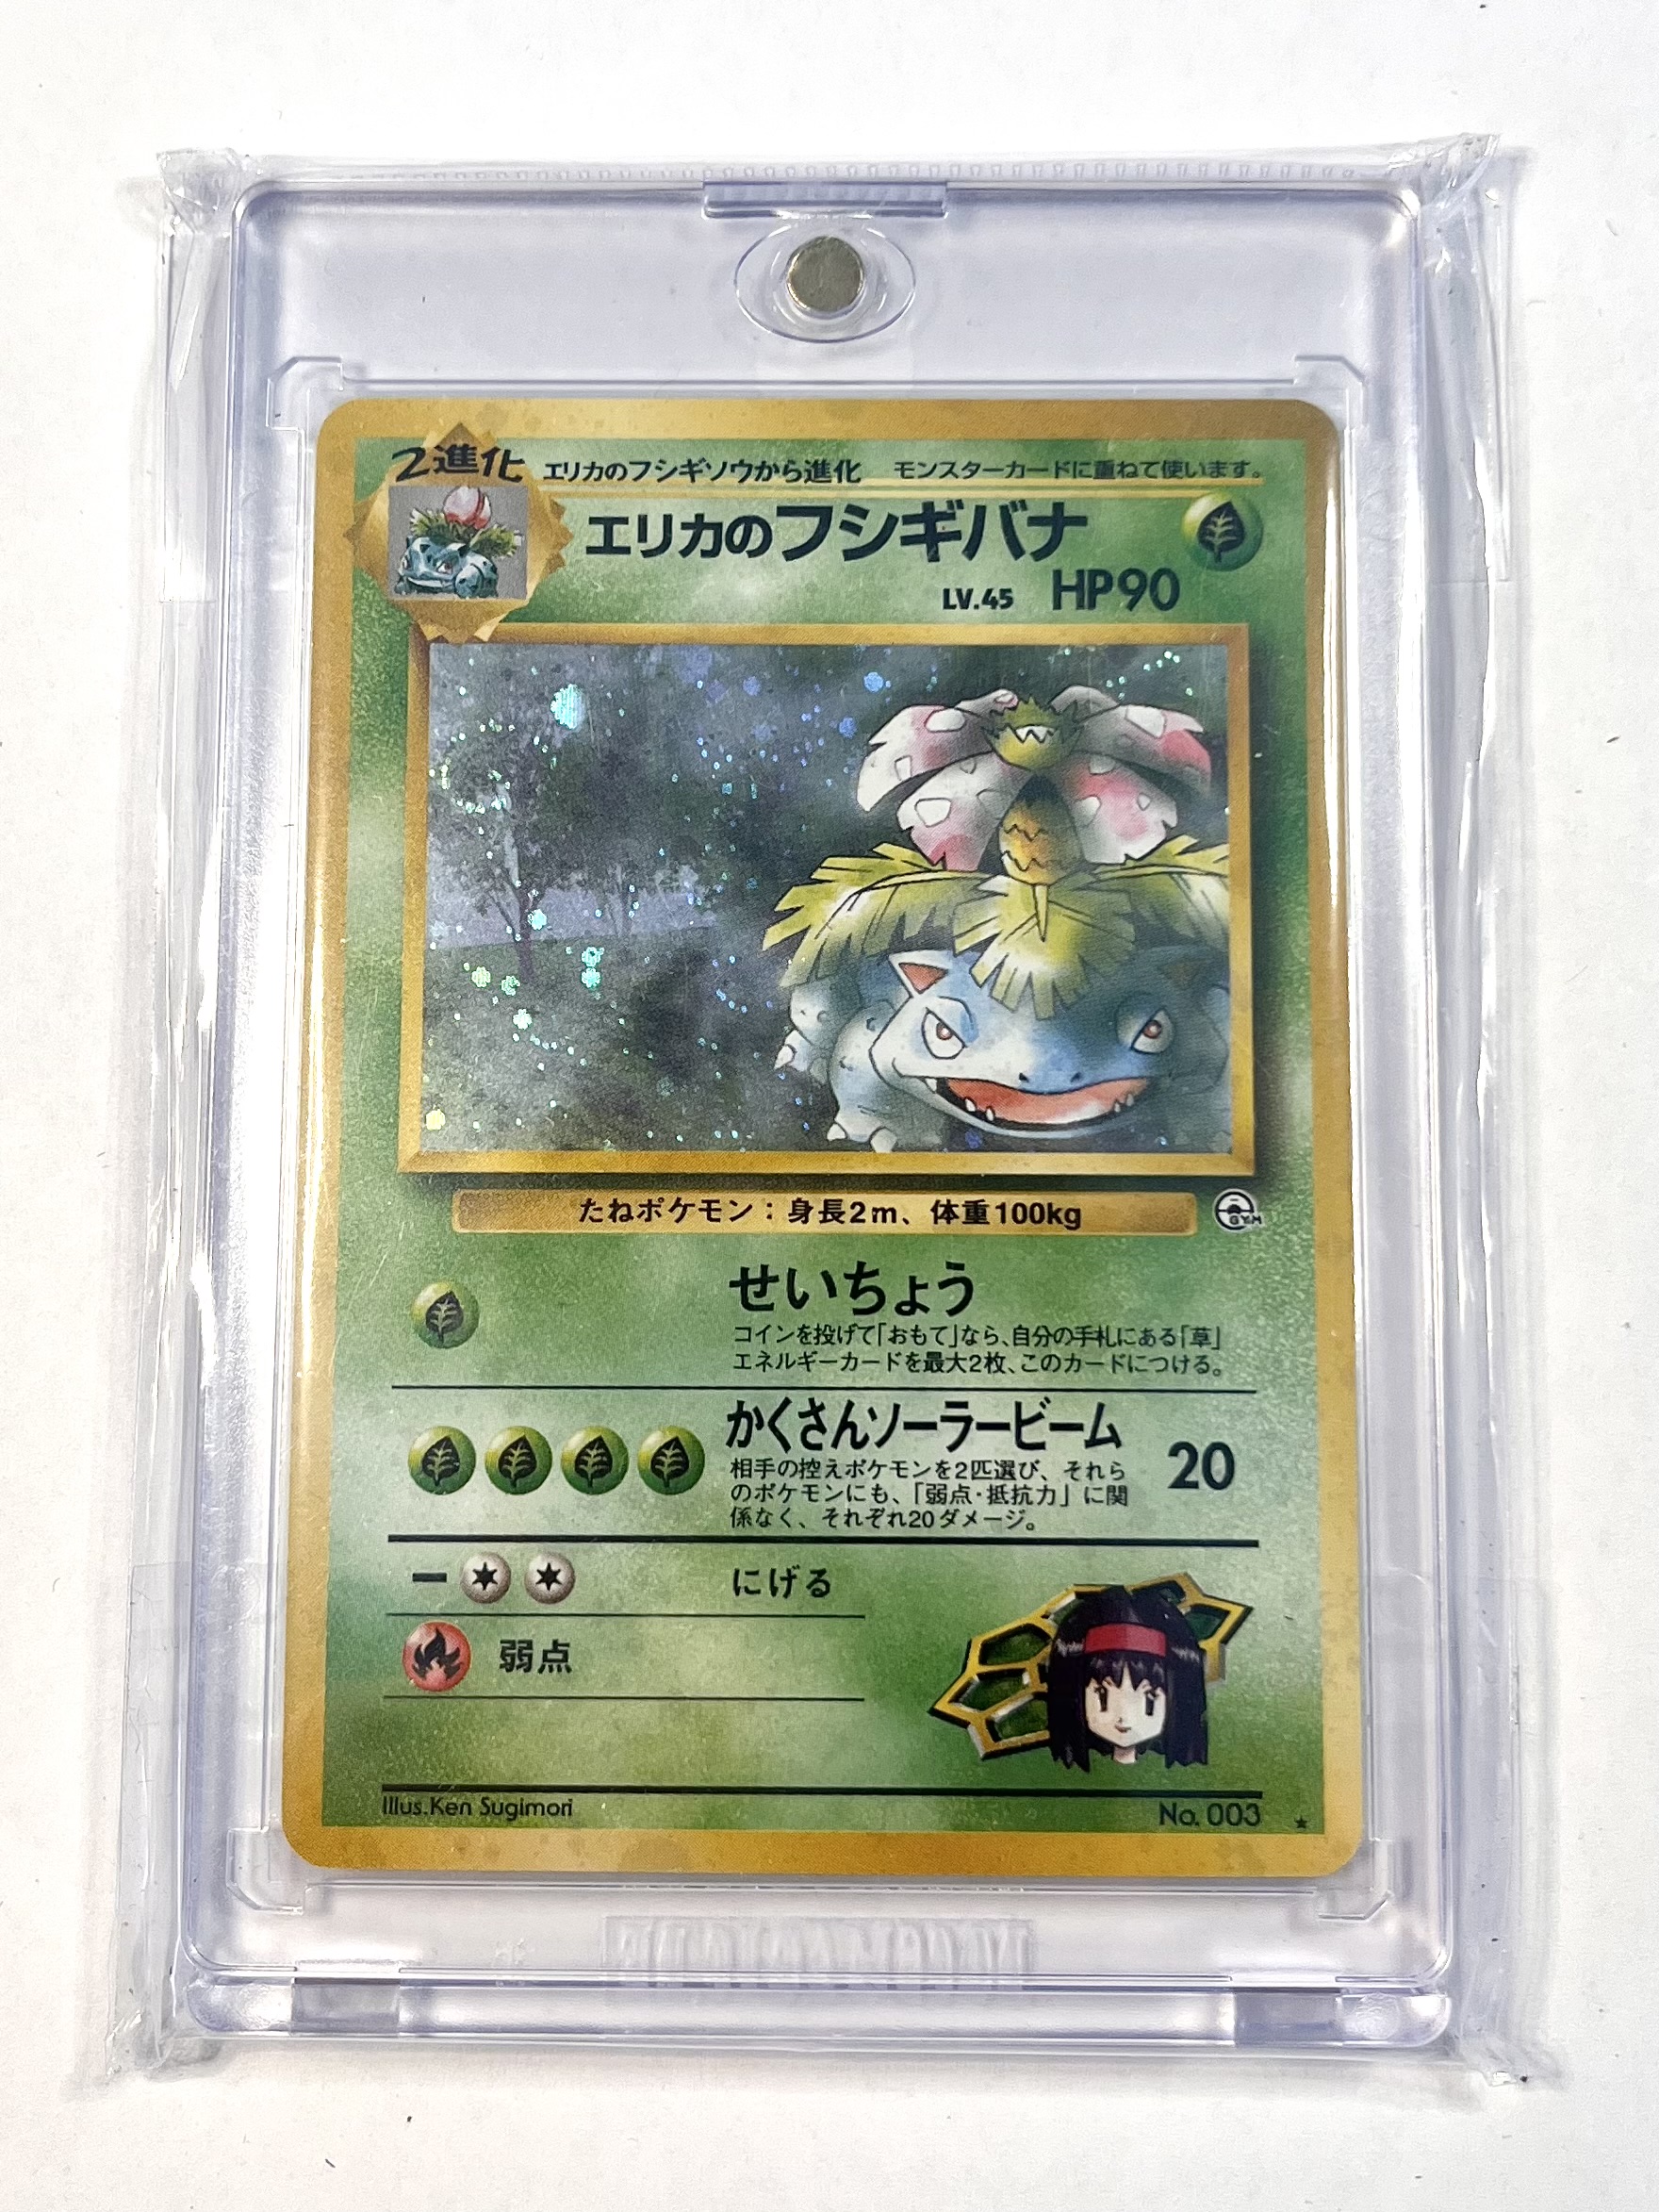 2進化 エリカのフシギソウから進化 モンスターカードに重ねて使います。
エリカのフシギバナ
LV.45 HP90
たねポケモン：身長2m、体重100kg
GYM
せいちょう
コインを投げて「おもて」なら、自分の手札にある「草」
エネルギーカードを最大2枚、このカードにつける。
かくさんソーラービーム 20
相手の控えポケモンを2匹選び、それら
のポケモンにも、「弱点・抵抗力」に関
係なく、それぞれ20ダメージ。
ー にげる
弱点
Illus.Ken Sugimori No. 003 ★